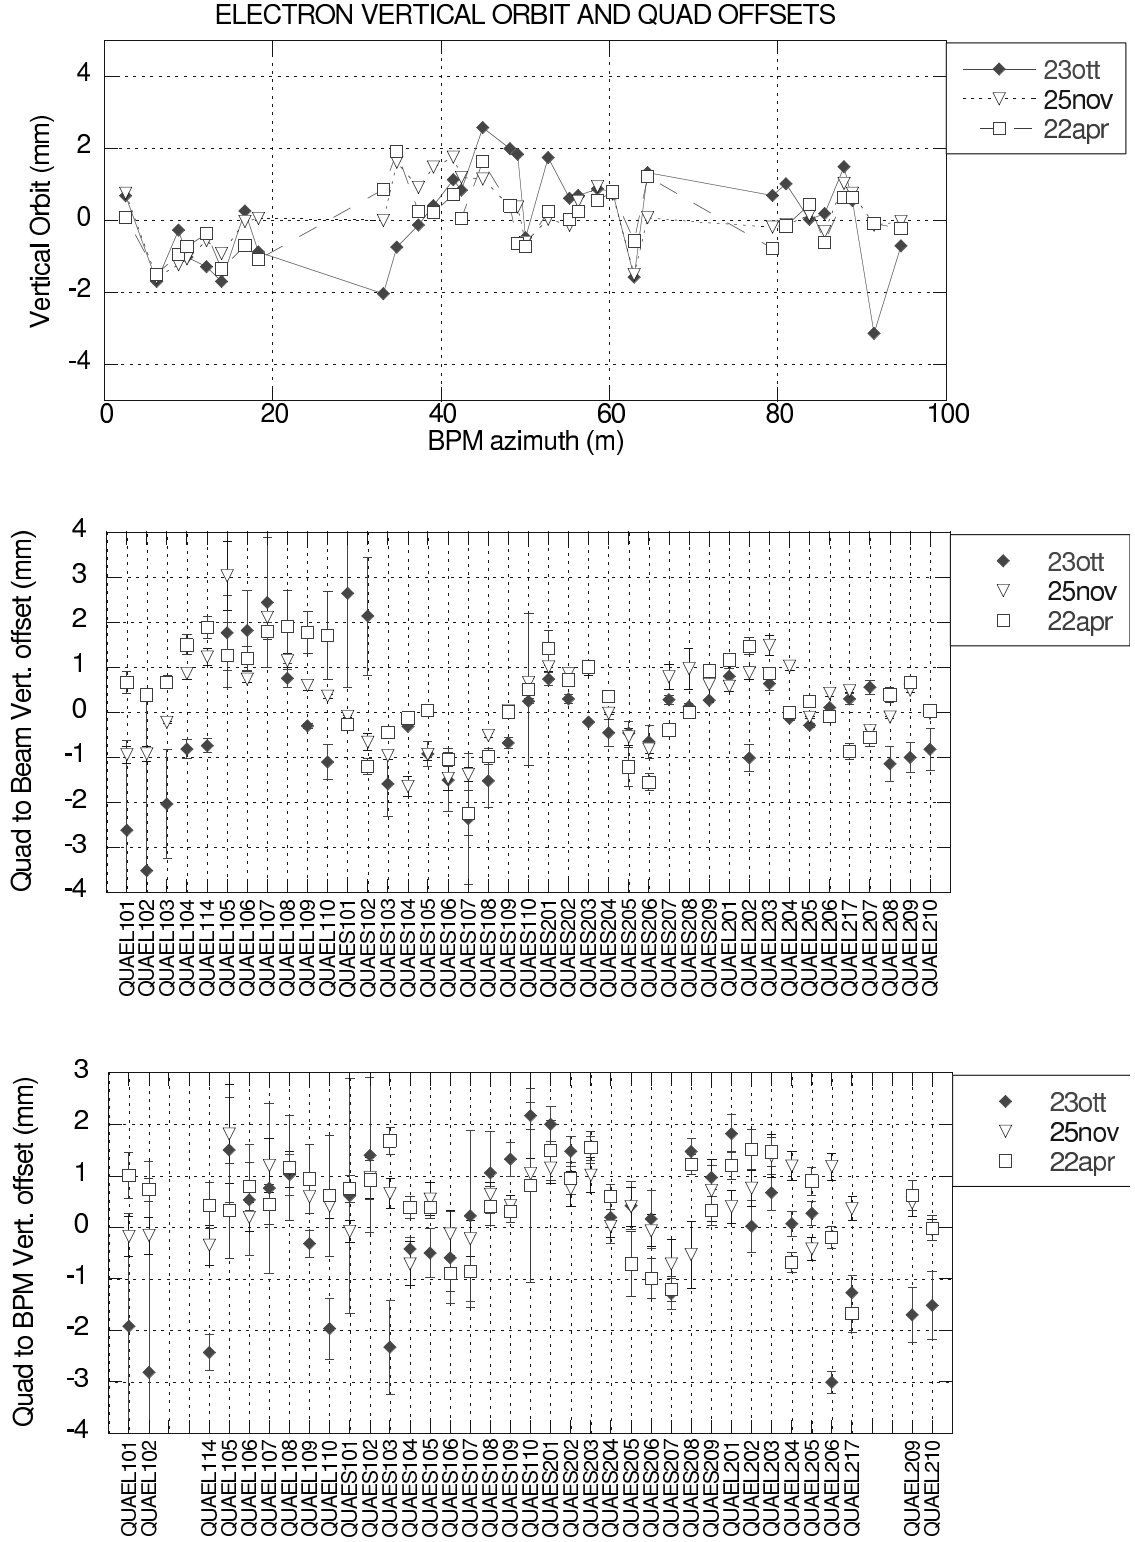 ELECTRON VERTICAL ORBIT AND QUAD OFFSETS
Vertical Orbit (mm)
4
2
0
-2
-4
0 20 40 60 80 100
BPM azimuth (m)
23ott
25nov
22apr
Quad to Beam Vert. offset (mm)
4
3
2
1
0
-1
-2
-3
-4
QUAEL101
QUAEL102
QUAEL103
QUAEL104
QUAEL114
QUAEL105
QUAEL106
QUAEL107
QUAEL108
QUAEL109
QUAEL110
QUAES101
QUAES102
QUAES103
QUAES104
QUAES105
QUAES106
QUAES107
QUAES108
QUAES109
QUAES110
QUAES201
QUAES202
QUAES203
QUAES204
QUAES205
QUAES206
QUAES207
QUAES208
QUAES209
QUAEL201
QUAEL202
QUAEL203
QUAEL204
QUAEL205
QUAEL206
QUAEL217
QUAEL207
QUAEL208
QUAEL209
QUAEL210
23ott
25nov
22apr
Quad to BPM Vert. offset (mm)
3
2
1
0
-1
-2
-3
-4
QUAEL101
QUAEL102
QUAEL114
QUAEL105
QUAEL106
QUAEL107
QUAEL108
QUAEL109
QUAEL110
QUAES101
QUAES102
QUAES103
QUAES104
QUAES105
QUAES106
QUAES107
QUAES108
QUAES109
QUAES110
QUAES201
QUAES202
QUAES203
QUAES204
QUAES205
QUAES206
QUAES207
QUAES208
QUAES209
QUAEL201
QUAEL202
QUAEL203
QUAEL204
QUAEL205
QUAEL206
QUAEL217
QUAEL209
QUAEL210
23ott
25nov
22apr